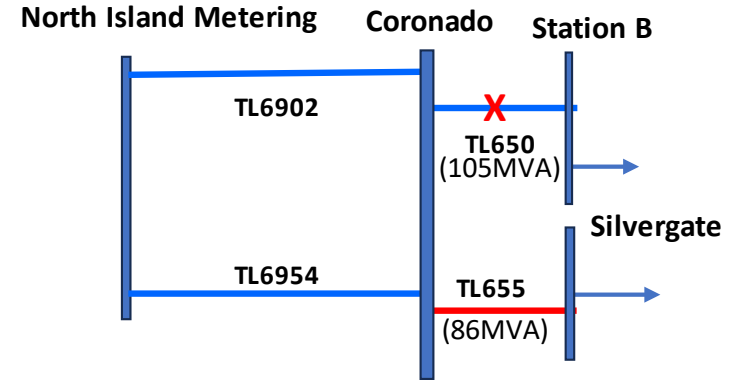 North Island Metering
Coronado
Station B
TL6902
X
TL650
(105MVA)
Silvergate
TL6954
TL655
(86MVA)